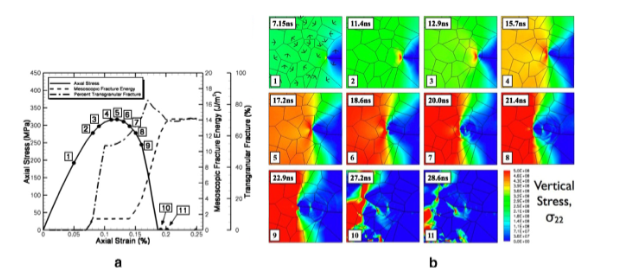 Axial Stress
Mesoscopic Fracture Energy
Percent Transgranular Fracture
Axial Stress (MPa)
450
400
350
300
250
200
150
100
50
0
0
0.05
0.1
0.15
0.2
0.25
Axial Strain (%)
20
18
16
14
12
10
8
6
4
2
0
Mesoscopic Fracture Energy (J/m²)
100
80
60
40
20
0
Transgranular Fracture (%)
1
2
3
4
5
6
7
8
9
10
11
a
b
7.15ns
1
11.4ns
2
12.9ns
3
15.7ns
4
17.2ns
5
18.6ns
6
20.0ns
7
21.4ns
8
22.9ns
9
27.2ns
10
28.6ns
11
Vertical
Stress,
σ22